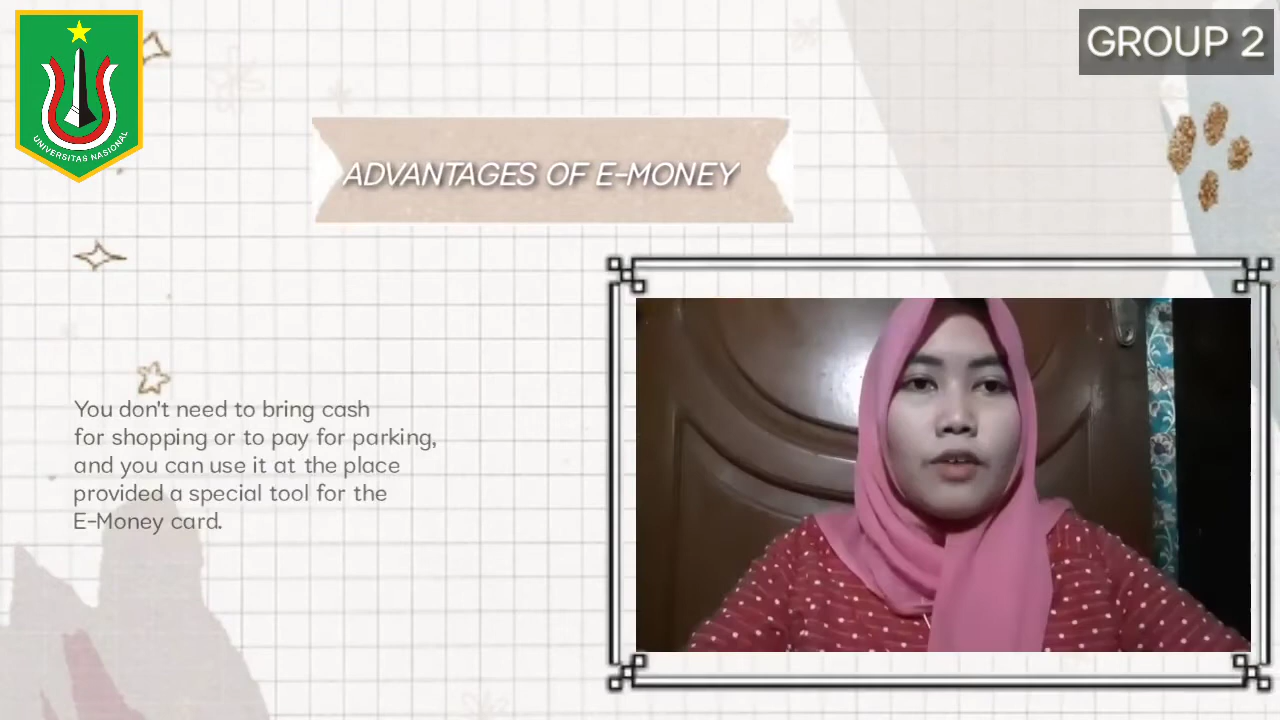 UNIVERSITAS NASIONAL
GROUP 2
ADVANTAGES OF E-MONEY
You don't need to bring cash
for shopping or to pay for parking,
and you can use it at the place
provided a special tool for the
E-Money card.